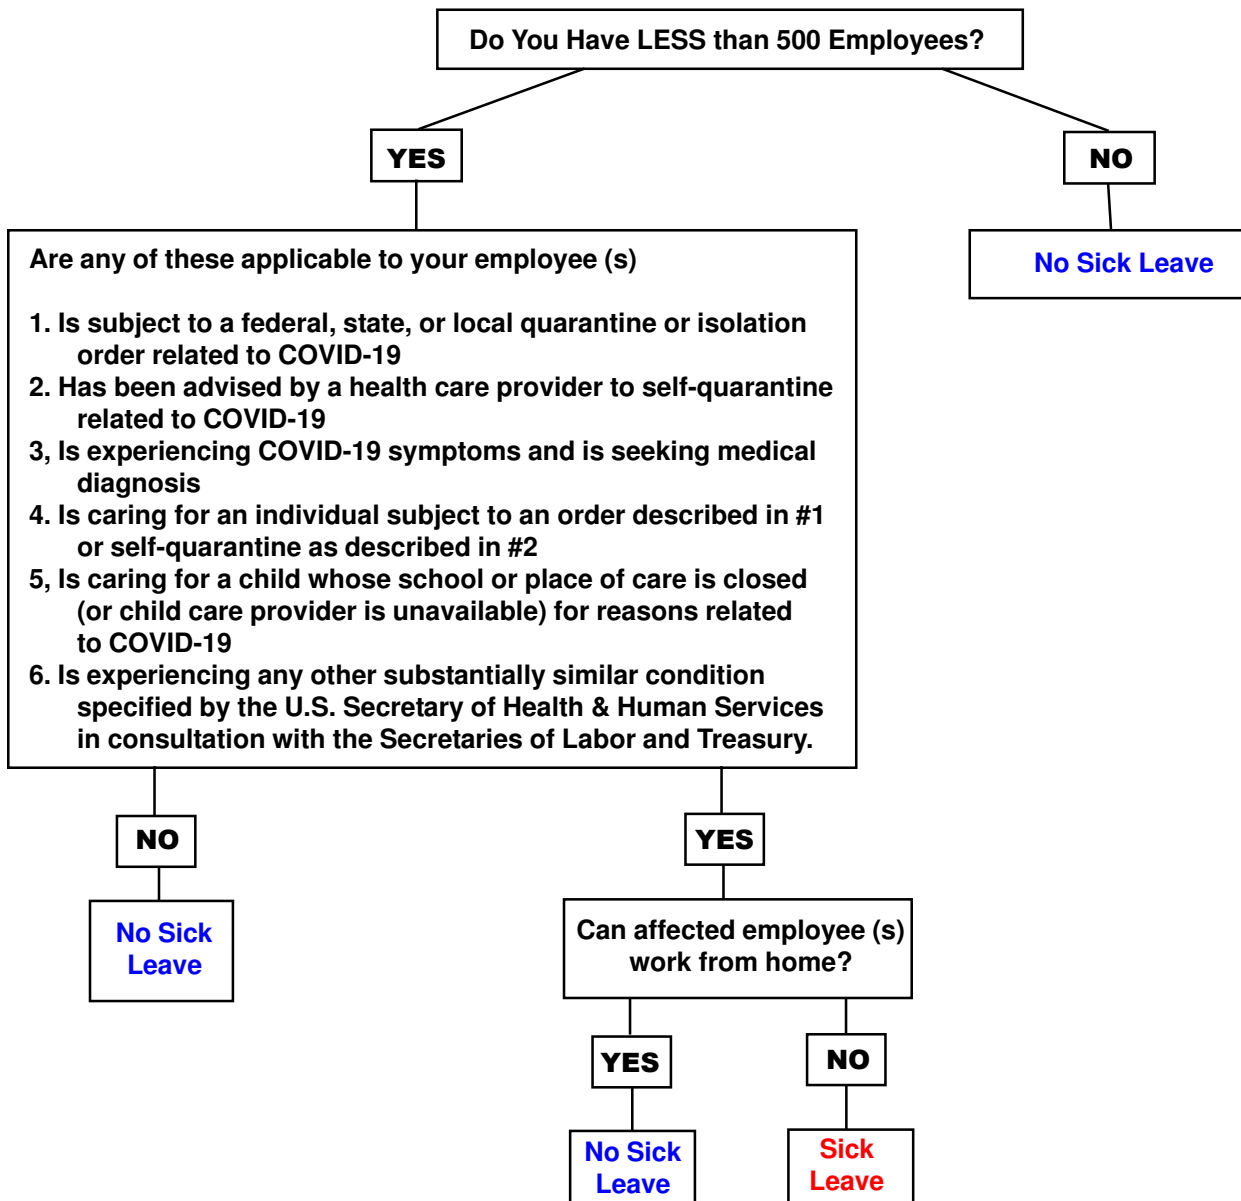 Do You Have LESS than 500 Employees?
YES
NO
No Sick Leave
Are any of these applicable to your employee (s)
1. Is subject to a federal, state, or local quarantine or isolation
order related to COVID-19
2. Has been advised by a health care provider to self-quarantine
related to COVID-19
3, Is experiencing COVID-19 symptoms and is seeking medical
diagnosis
4. Is caring for an individual subject to an order described in #1
or self-quarantine as described in #2
5, Is caring for a child whose school or place of care is closed
(or child care provider is unavailable) for reasons related
to COVID-19
6. Is experiencing any other substantially similar condition
specified by the U.S. Secretary of Health & Human Services
in consultation with the Secretaries of Labor and Treasury.
NO
YES
No Sick
Leave
Can affected employee (s)
work from home?
YES
NO
No Sick
Leave
Sick
Leave